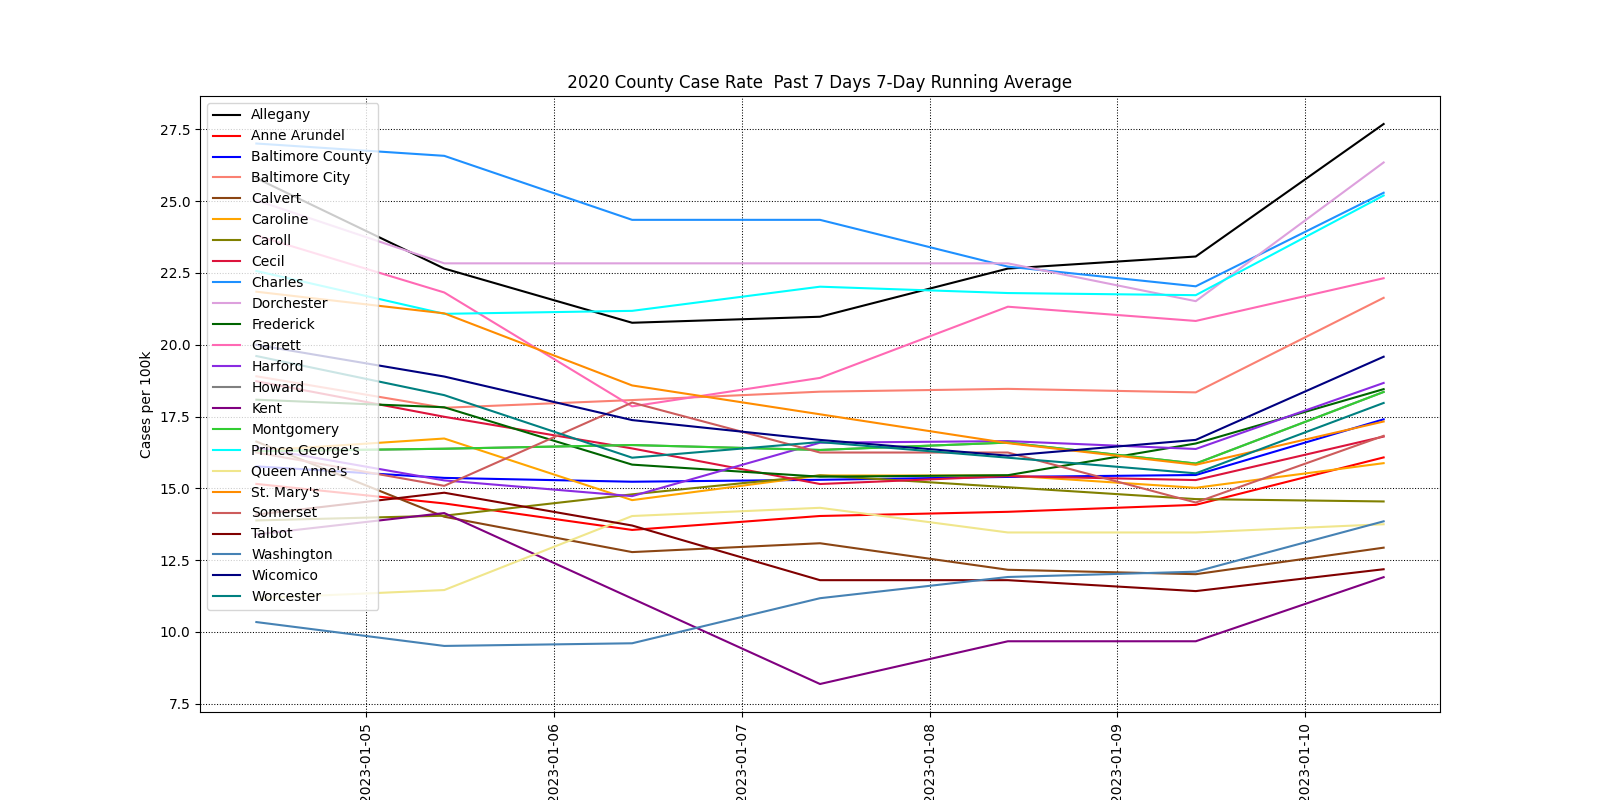 2020 County Case Rate  Past 7 Days 7-Day Running Average
Cases per 100k
27.5
25.0
22.5
20.0
17.5
15.0
12.5
10.0
7.5
Allegany
Anne Arundel
Baltimore County
Baltimore City
Calvert
Caroline
Caroll
Cecil
Charles
Dorchester
Frederick
Garrett
Harford
Howard
Kent
Montgomery
Prince George's
Queen Anne's
St. Mary's
Somerset
Talbot
Washington
Wicomico
Worcester
2023-01-05
2023-01-06
2023-01-07
2023-01-08
2023-01-09
2023-01-10